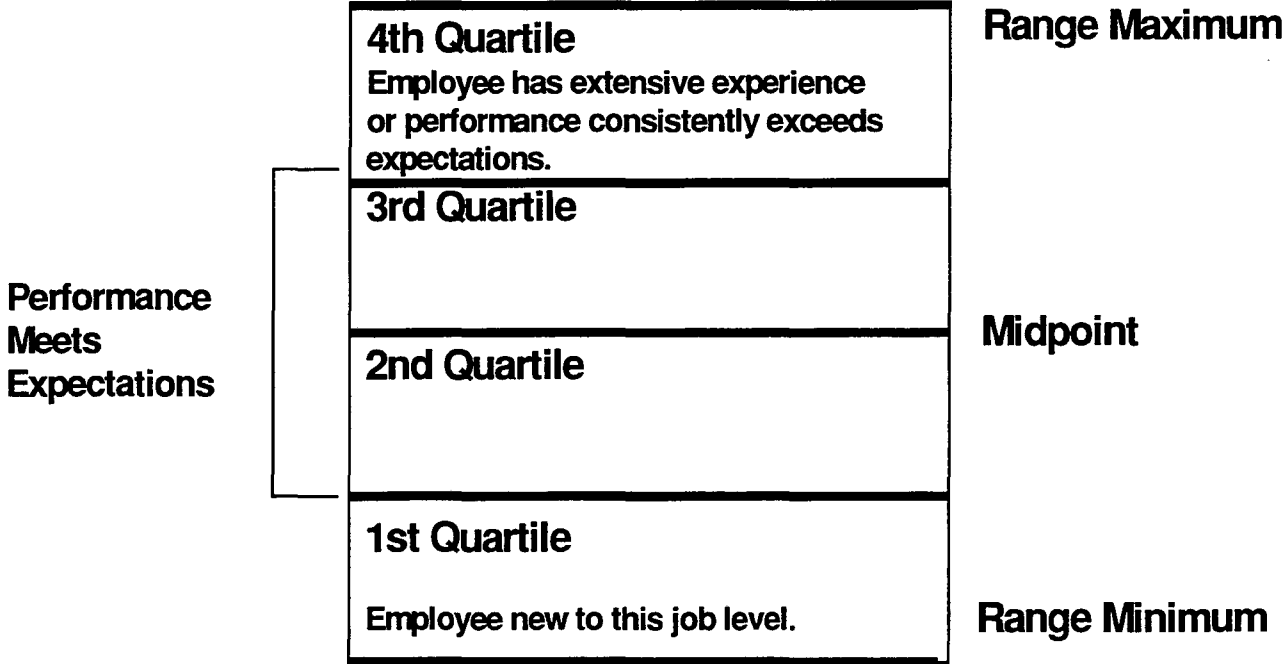 4th Quartile
Range Maximum
Employee has extensive experience
or performance consistently exceeds
expectations.
3rd Quartile
Performance
Meets
Expectations
Midpoint
2nd Quartile
1st Quartile
Employee new to this job level.
Range Minimum